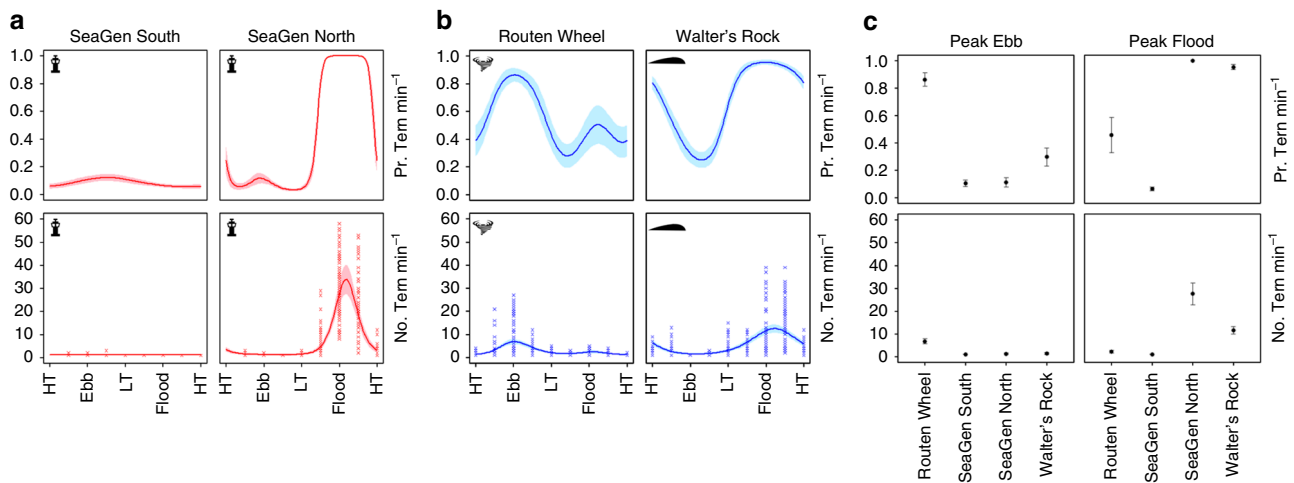 a
SeaGen South
SeaGen North
1.0
0.8
0.6
0.4
0.2
0.0
Pr. Tern min−1
60
50
40
30
20
10
0
No. Tern min−1
HT
Ebb
LT
Flood
HT
HT
Ebb
LT
Flood
HT
b
Routen Wheel
Walter's Rock
1.0
0.8
0.6
0.4
0.2
0.0
Pr. Tern min−1
60
50
40
30
20
10
0
No. Tern min−1
HT
Ebb
LT
Flood
HT
HT
Ebb
LT
Flood
HT
c
Peak Ebb
Peak Flood
1.0
0.8
0.6
0.4
0.2
0.0
Pr. Tern min−1
60
50
40
30
20
10
0
No. Tern min−1
Routen Wheel
SeaGen South
SeaGen North
Walter's Rock
Routen Wheel
SeaGen South
SeaGen North
Walter's Rock